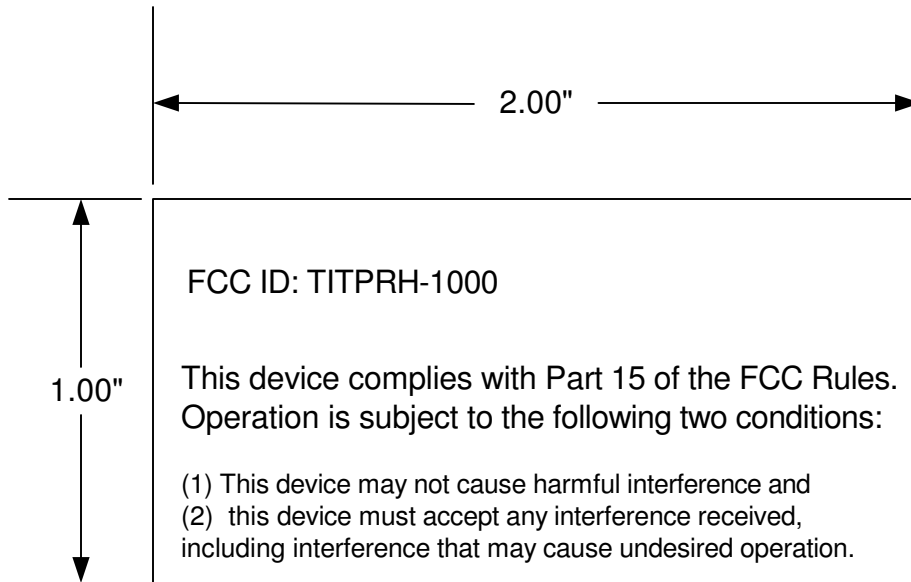 2.00"
FCC ID: TITPRH-1000
1.00"
This device complies with Part 15 of the FCC Rules.
Operation is subject to the following two conditions:
(1) This device may not cause harmful interference and
(2) this device must accept any interference received,
including interference that may cause undesired operation.